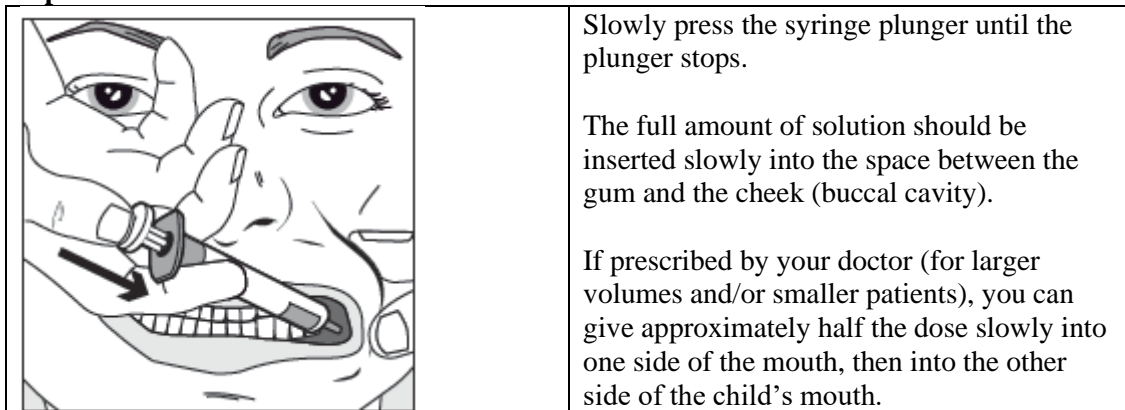 Slowly press the syringe plunger until the
plunger stops.
The full amount of solution should be
inserted slowly into the space between the
gum and the cheek (buccal cavity).
If prescribed by your doctor (for larger
volumes and/or smaller patients), you can
give approximately half the dose slowly into
one side of the mouth, then into the other
side of the child’s mouth.